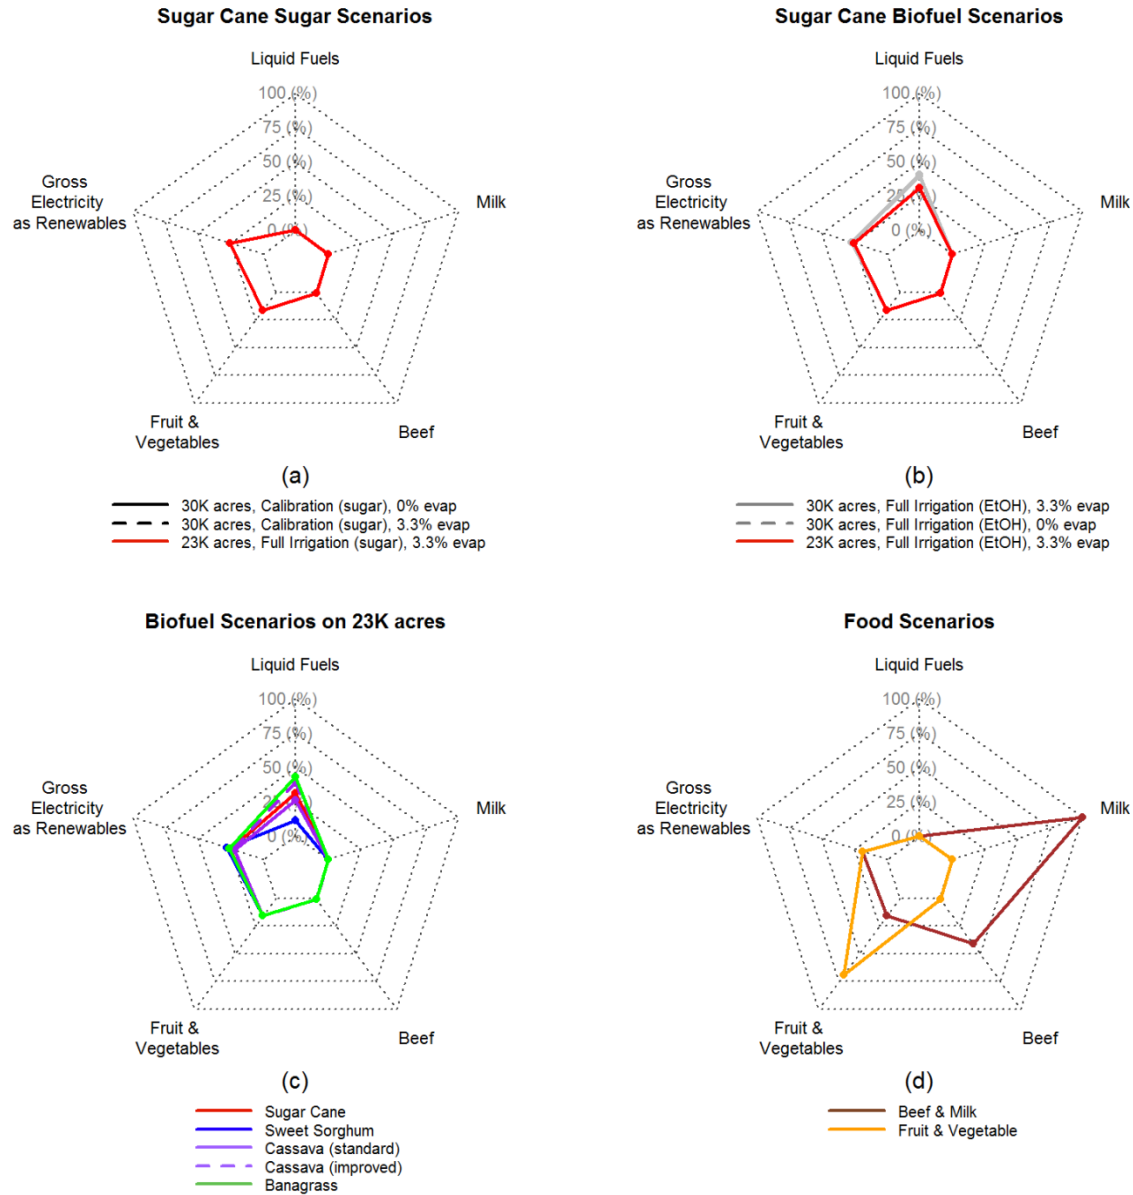 Sugar Cane Sugar Scenarios
Liquid Fuels
100 (%)
75 (%)
50 (%)
25 (%)
0 (%)
Gross
Electricity
as Renewables
Milk
Fruit &
Vegetables
Beef
(a)
30K acres, Calibration (sugar), 0% evap
30K acres, Calibration (sugar), 3.3% evap
23K acres, Full Irrigation (sugar), 3.3% evap
Sugar Cane Biofuel Scenarios
Liquid Fuels
100 (%)
75 (%)
50 (%)
25 (%)
0 (%)
Gross
Electricity
as Renewables
Milk
Fruit &
Vegetables
Beef
(b)
30K acres, Full Irrigation (EtOH), 3.3% evap
30K acres, Full Irrigation (EtOH), 0% evap
23K acres, Full Irrigation (EtOH), 3.3% evap
Biofuel Scenarios on 23K acres
Liquid Fuels
100 (%)
75 (%)
50 (%)
25 (%)
0 (%)
Gross
Electricity
as Renewables
Milk
Fruit &
Vegetables
Beef
(c)
Sugar Cane
Sweet Sorghum
Cassava (standard)
Cassava (improved)
Banagrass
Food Scenarios
Liquid Fuels
100 (%)
75 (%)
50 (%)
25 (%)
0 (%)
Gross
Electricity
as Renewables
Milk
Fruit &
Vegetables
Beef
(d)
Beef & Milk
Fruit & Vegetable